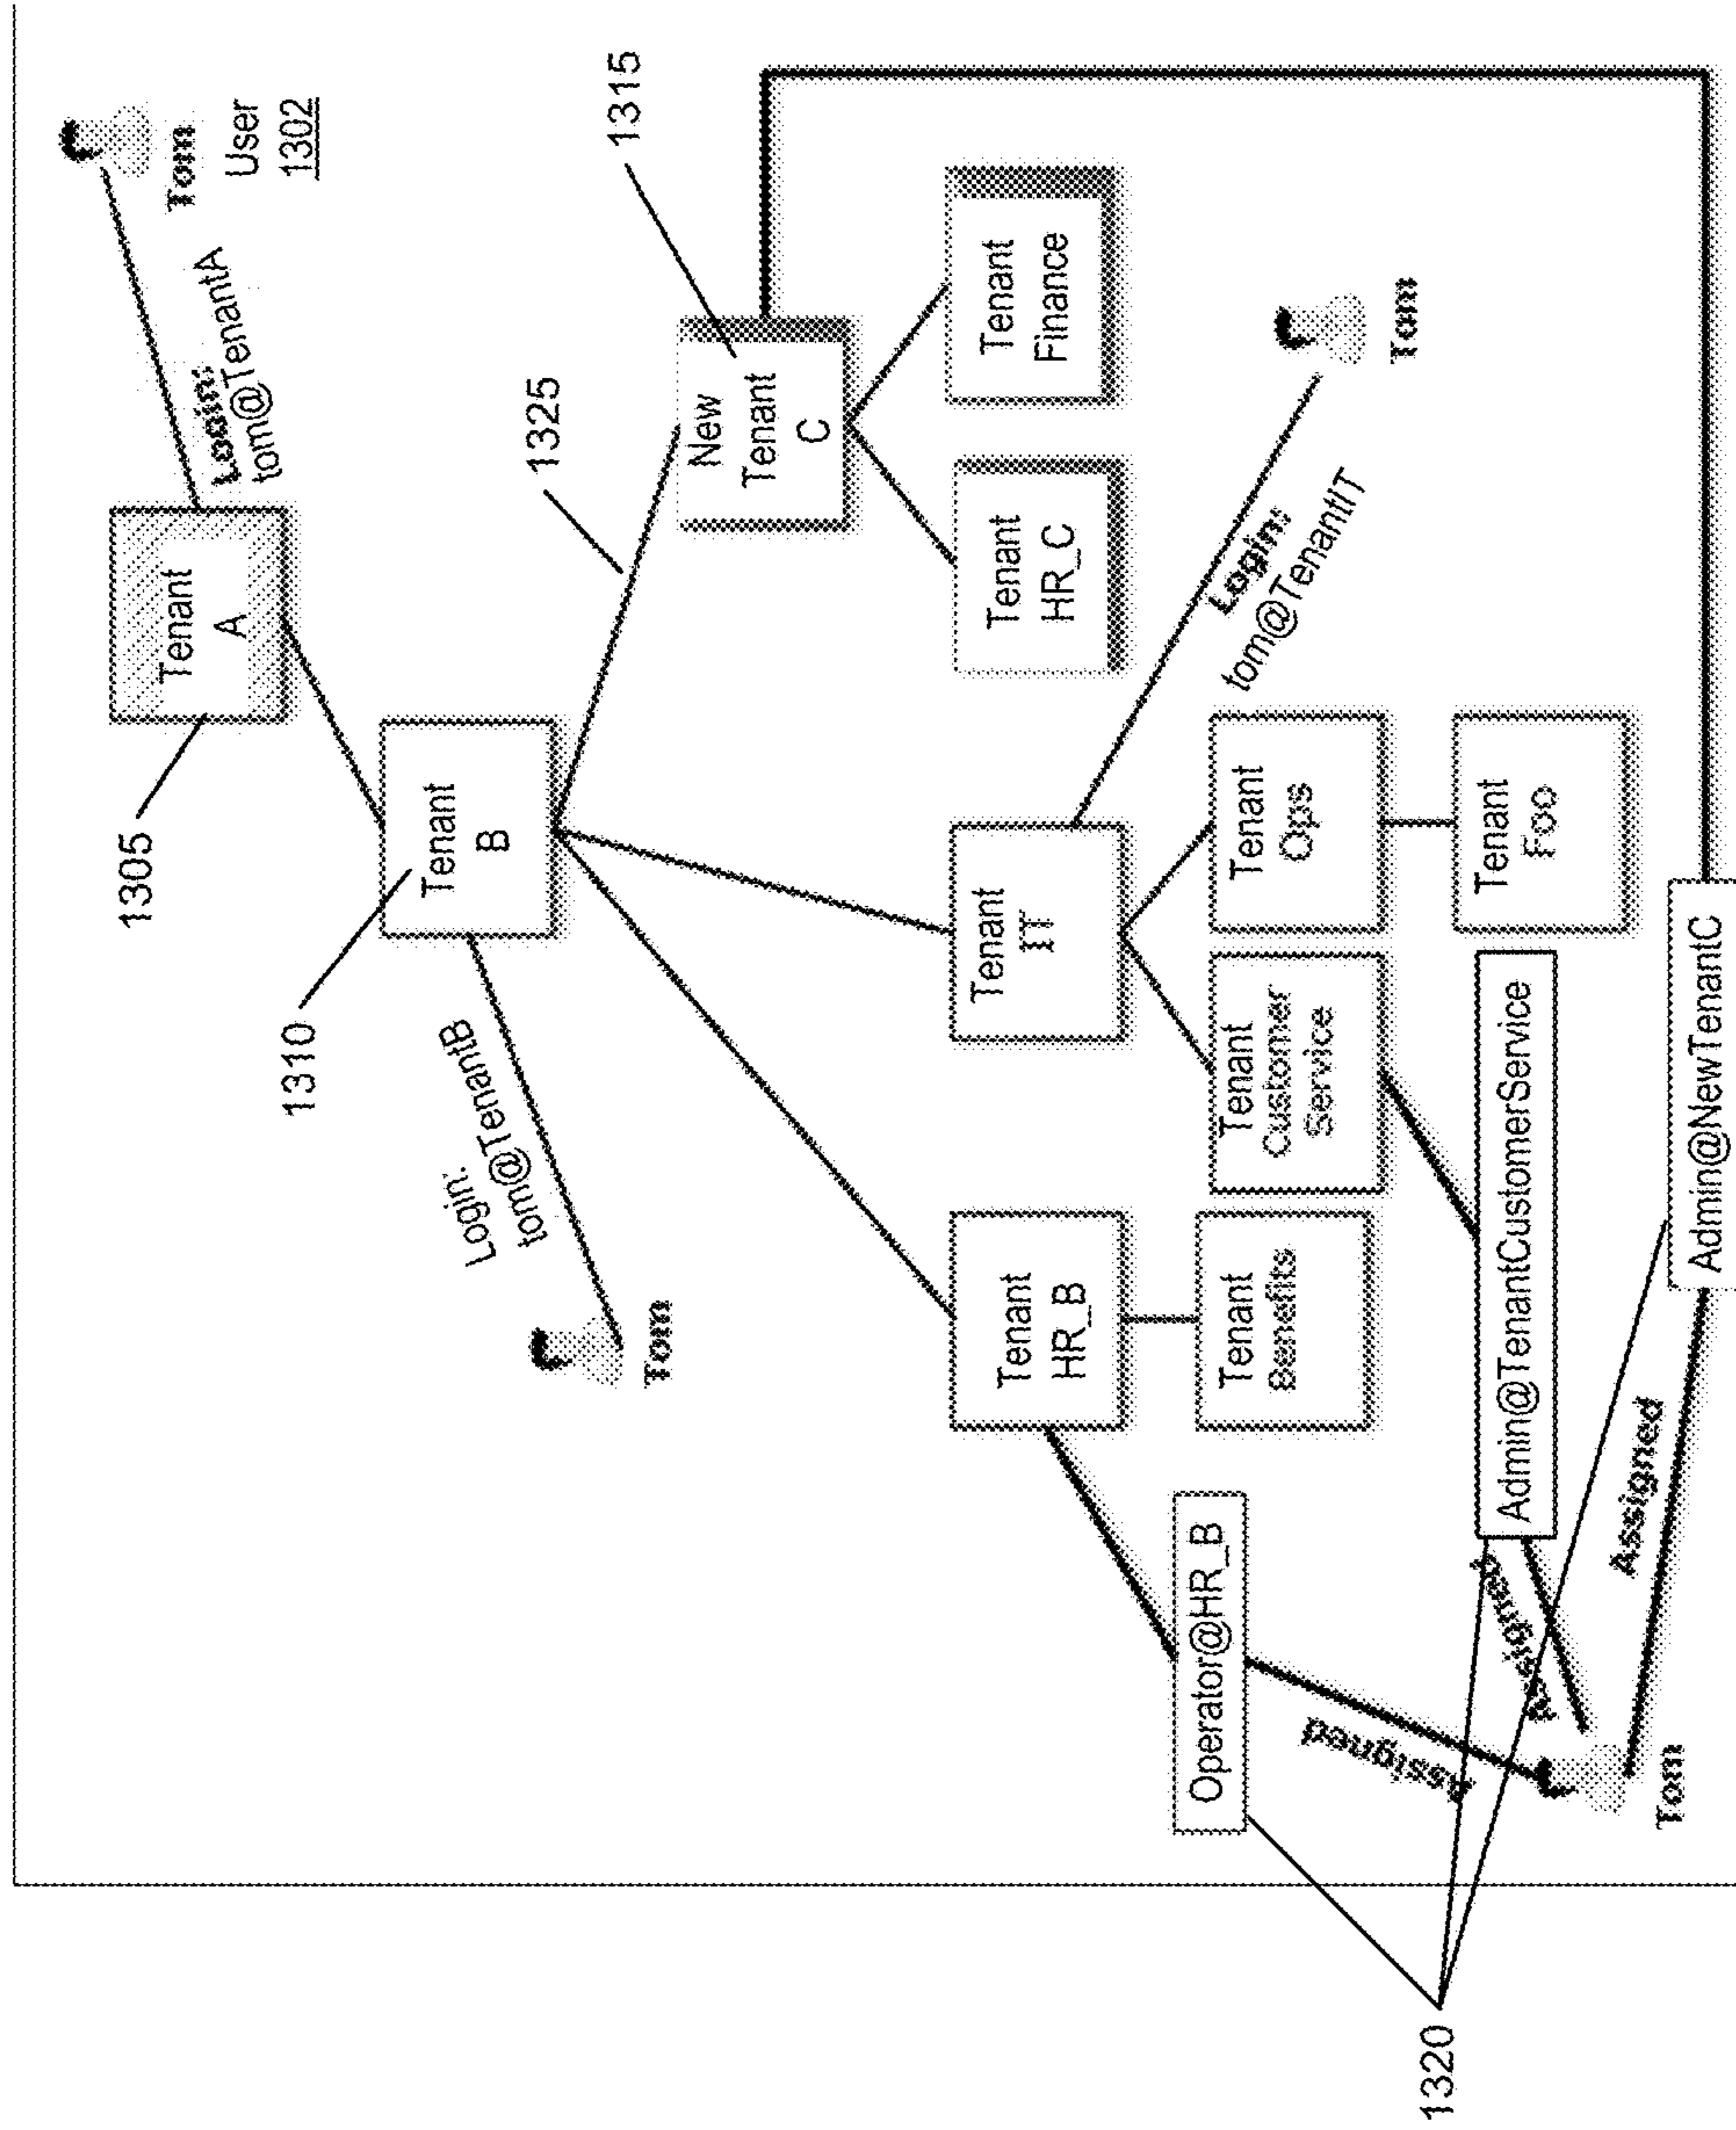 Tom
User
1302
Login:
tom@TenantA
Tenant
A
1305
1315
1325
Tenant
B
1310
Login:
tom@TenantB
Tom
New
Tenant
C
Tenant
HR_B
Tenant
IT
Tenant
HR_C
Tenant
Finance
Login:
tom@TenantIT
Tom
Operator@HR_B
Tenant
Benefits
Tenant
Customer
Service
Tenant
Ops
Tenant
Foo
Assigned
Assigned
Assigned
Admin@TenantCustomerService
Admin@NewTenantC
Tom
1320